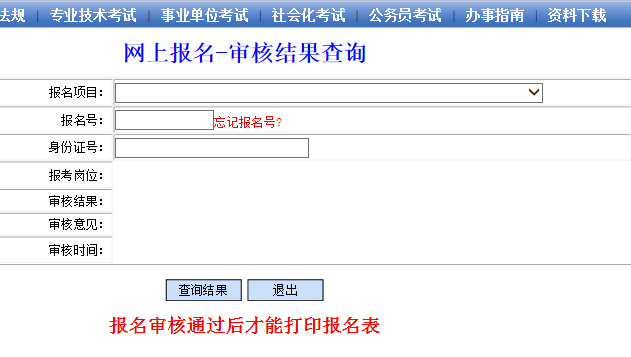 法规 | 专业技术考试 | 事业单位考试 | 社会化考试 | 公务员考试 | 办事指南 | 资料下载
网上报名-审核结果查询
报名项目：
报名号： 忘记报名号?
身份证号：
报考岗位：
审核结果：
审核意见：
审核时间：
查询结果 退出
报名审核通过后才能打印报名表